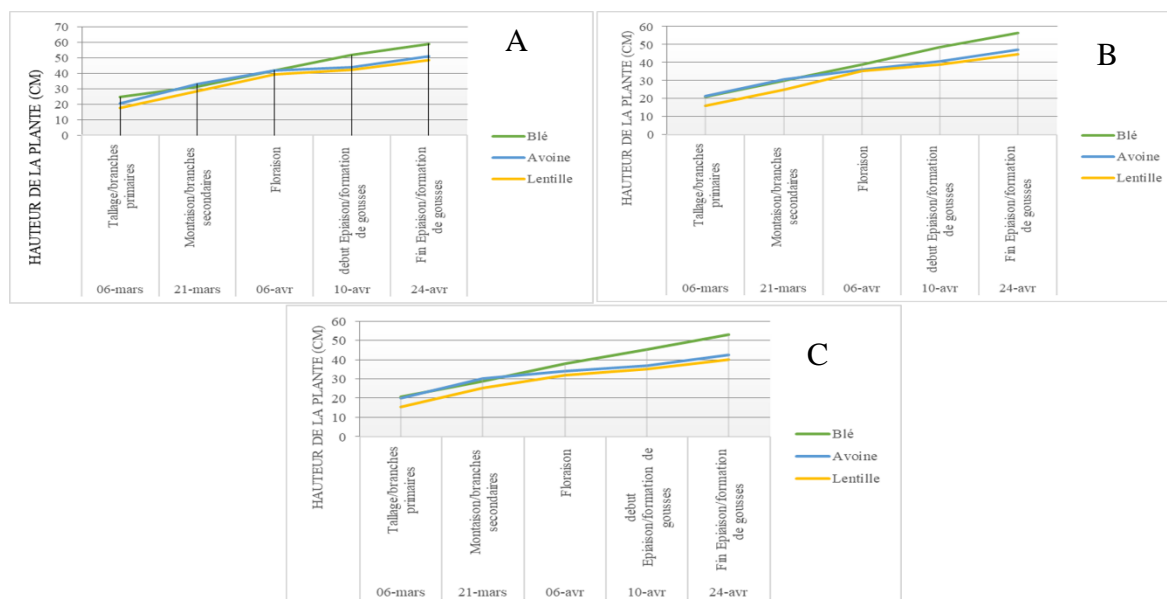 A
HAUTEUR DE LA PLANTE (CM)
70
60
50
40
30
20
10
0
Tallage/branches
primaires
Montaison/branches
secondaires
Floraison
debut Epiaison/formation
de gousses
Fin Epiaison/formation
de gousses
06-mars
21-mars
06-avr
10-avr
24-avr
Blé
Avoine
Lentille
B
HAUTEUR DE LA PLANTE (CM)
60
50
40
30
20
10
0
Tallage/branches
primaires
Montaison/branches
secondaires
Floraison
debut Epiaison/formation
de gousses
Fin Epiaison/formation
de gousses
06-mars
21-mars
06-avr
10-avr
24-avr
Blé
Avoine
Lentille
C
HAUTEUR DE LA PLANTE (CM)
60
50
40
30
20
10
0
Tallage/branches
primaires
Montaison/branches
secondaires
Floraison
debut
Epiaison/formation de
gousses
Fin Epiaison/formation
de gousses
06-mars
21-mars
06-avr
10-avr
24-avr
Blé
Avoine
Lentille